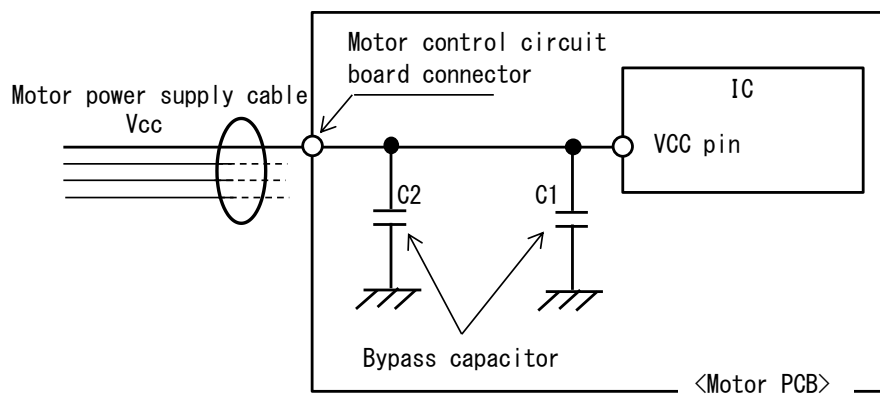 Motor control circuit
board connector
Motor power supply cable
Vcc
IC
VCC pin
C2
C1
Bypass capacitor
<Motor PCB>